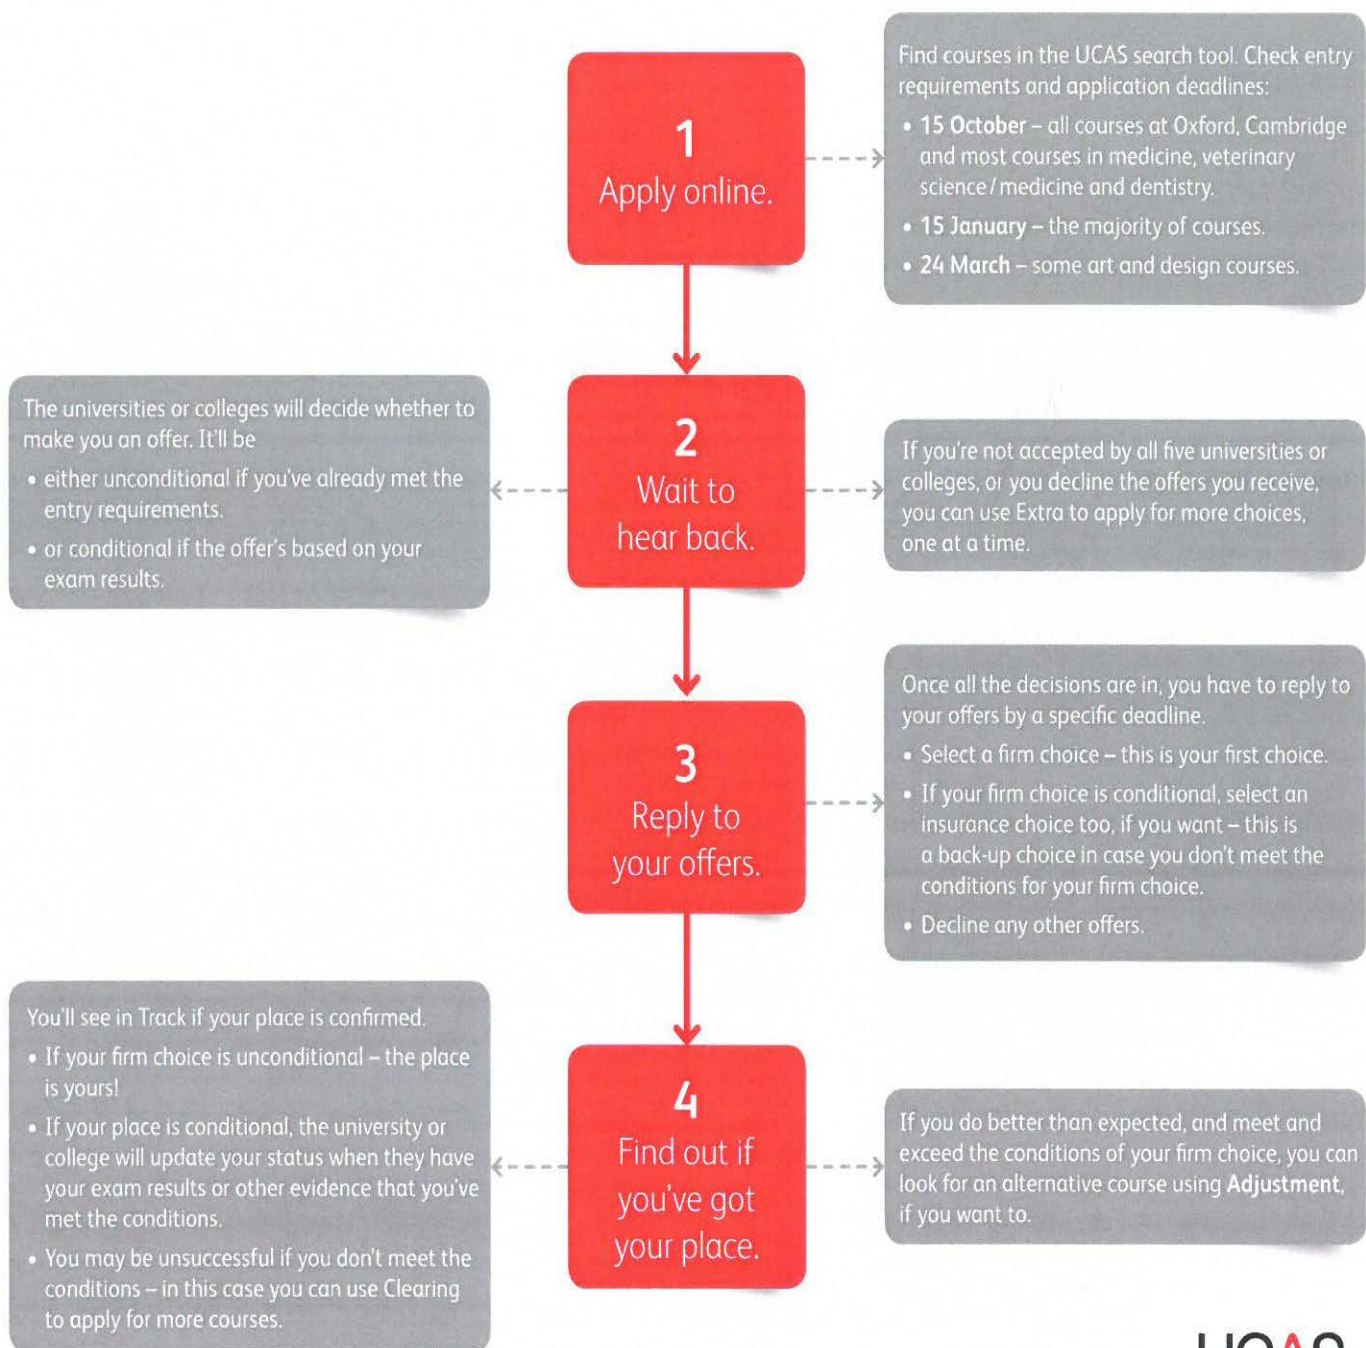 1
Apply online.
Find courses in the UCAS search tool. Check entry
requirements and application deadlines:
• 15 October – all courses at Oxford, Cambridge
and most courses in medicine, veterinary
science/medicine and dentistry.
• 15 January – the majority of courses.
• 24 March – some art and design courses.
The universities or colleges will decide whether to
make you an offer. It'll be
• either unconditional if you've already met the
entry requirements.
• or conditional if the offer's based on your
exam results.
2
Wait to
hear back.
If you're not accepted by all five universities or
colleges, or you decline the offers you receive,
you can use Extra to apply for more choices,
one at a time.
3
Reply to
your offers.
Once all the decisions are in, you have to reply to
your offers by a specific deadline.
• Select a firm choice – this is your first choice.
• If your firm choice is conditional, select an
insurance choice too, if you want – this is
a back-up choice in case you don't meet the
conditions for your firm choice.
• Decline any other offers.
You'll see in Track if your place is confirmed.
• If your firm choice is unconditional – the place
is yours!
• If your place is conditional, the university or
college will update your status when they have
your exam results or other evidence that you've
met the conditions.
• You may be unsuccessful if you don't meet the
conditions – in this case you can use Clearing
to apply for more courses.
4
Find out if
you've got
your place.
If you do better than expected, and meet and
exceed the conditions of your firm choice, you can
look for an alternative course using Adjustment,
if you want to.
UCAS